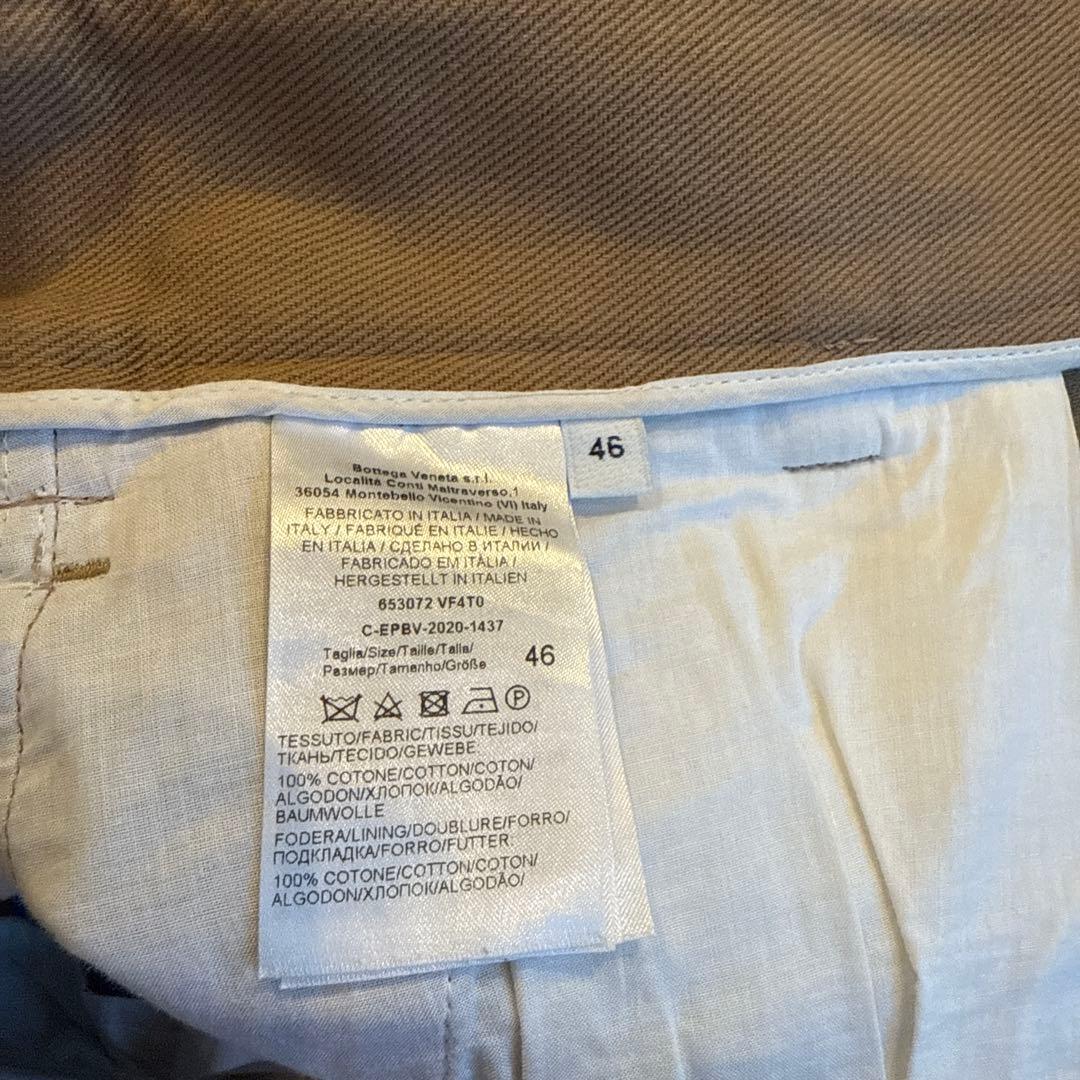 46
Bottega Veneta s.r.l.
Località Conti Maltraverso,1
36054 Montebello Vicentino (VI) Italy
FABBRICATO IN ITALIA / MADE IN
ITALY / FABRIQUÉ EN ITALIE / HECHO
EN ITALIA / СДЕЛАНО В ИТАЛИИ /
FABRICADO EM ITÁLIA /
HERGESTELLT IN ITALIEN
653072 VF4T0
C-EPBV-2020-1437
Taglia/Size/Taille/Talla/
Размер/Tamanho/Größe 46
P
TESSUTO/FABRIC/TISSU/TEJIDO/
ТКАНЬ/TECIDO/GEWEBE
100% COTONE/COTTON/COTON/
ALGODON/ХЛОПОК/ALGODÃO/
BAUMWOLLE
FODERA/LINING/DOUBLURE/FORRO/
ПОДКЛАДКА/FORRO/FUTTER
100% COTONE/COTTON/COTON/
ALGODON/ХЛОПОК/ALGODÃO/